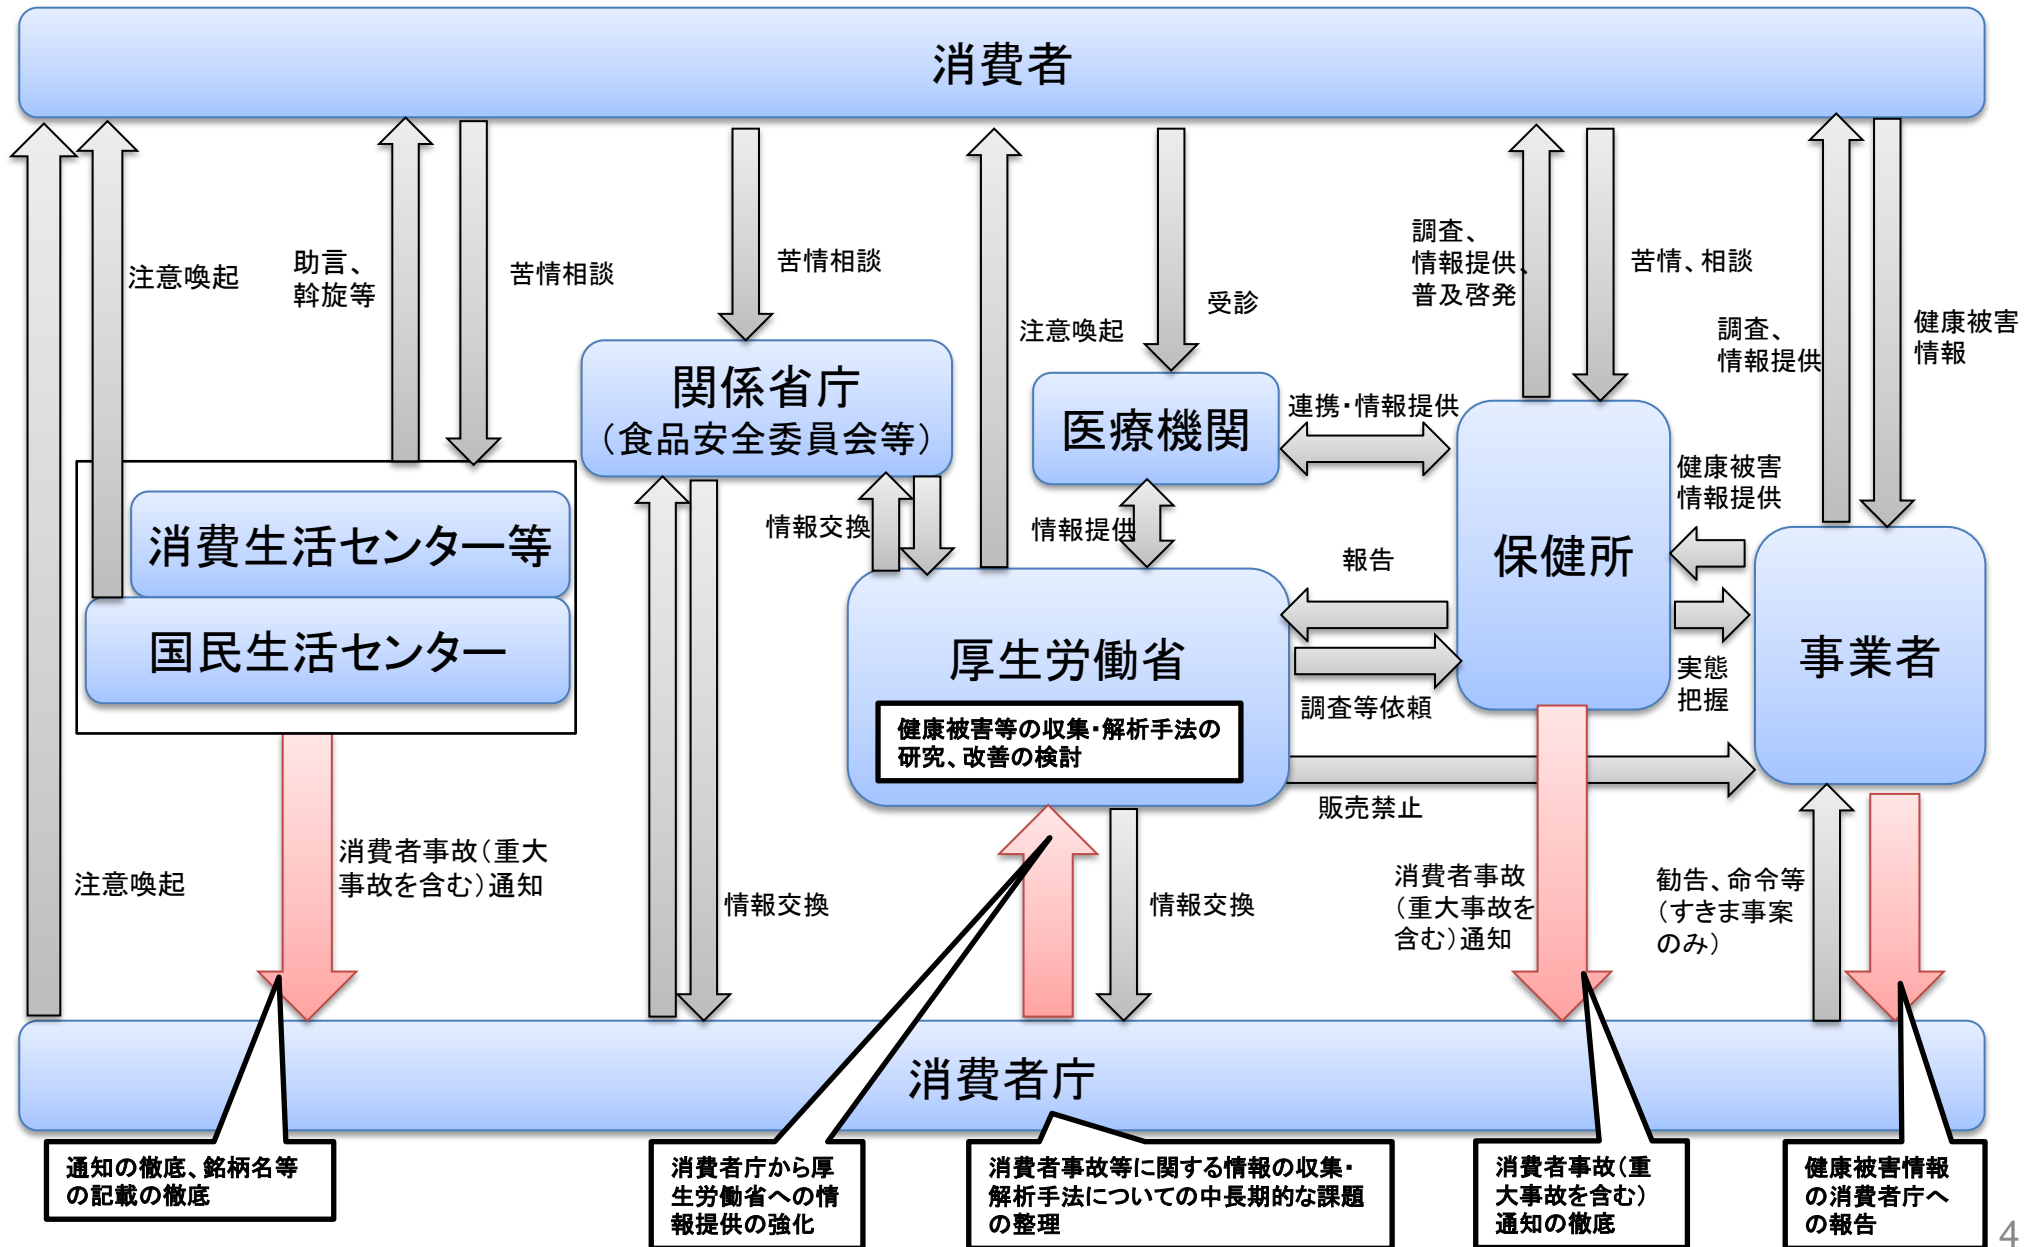 消費者
注意喚起
助言、
斡旋等
苦情相談
苦情相談
注意喚起
受診
調査、
情報提供、
普及啓発
苦情、相談
調査、
情報提供
健康被害
情報
関係省庁
（食品安全委員会等）
医療機関
連携・情報提供
保健所
健康被害
情報提供
消費生活センター等
国民生活センター
情報交換
情報提供
報告
厚生労働省
健康被害等の収集・解析手法の
研究、改善の検討
調査等依頼
実態
把握
事業者
販売禁止
注意喚起
消費者事故（重大
事故を含む）通知
情報交換
情報交換
消費者事故
（重大事故を
含む）通知
勧告、命令等
（すきま事案
のみ）
消費者庁
通知の徹底、銘柄名等
の記載の徹底
消費者庁から厚
生労働省への情
報提供の強化
消費者事故等に関する情報の収集・
解析手法についての中長期的な課題
の整理
消費者事故（重
大事故を含む）
通知の徹底
健康被害情報
の消費者庁へ
の報告
4